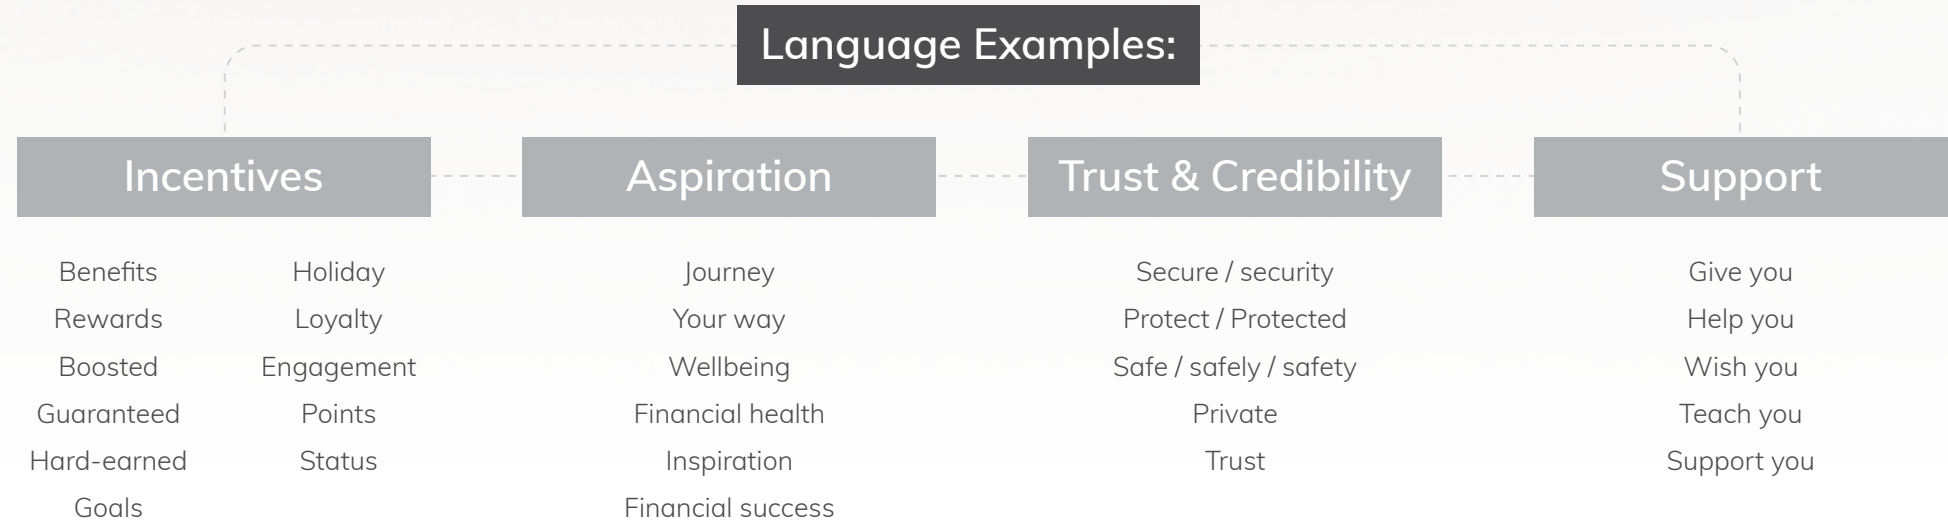 Language Examples:
Incentives
Benefits
Rewards
Boosted
Guaranteed
Hard-earned
Goals
Holiday
Loyalty
Engagement
Points
Status
Aspiration
Journey
Your way
Wellbeing
Financial health
Inspiration
Financial success
Trust & Credibility
Secure / security
Protect / Protected
Safe / safely / safety
Private
Trust
Support
Give you
Help you
Wish you
Teach you
Support you